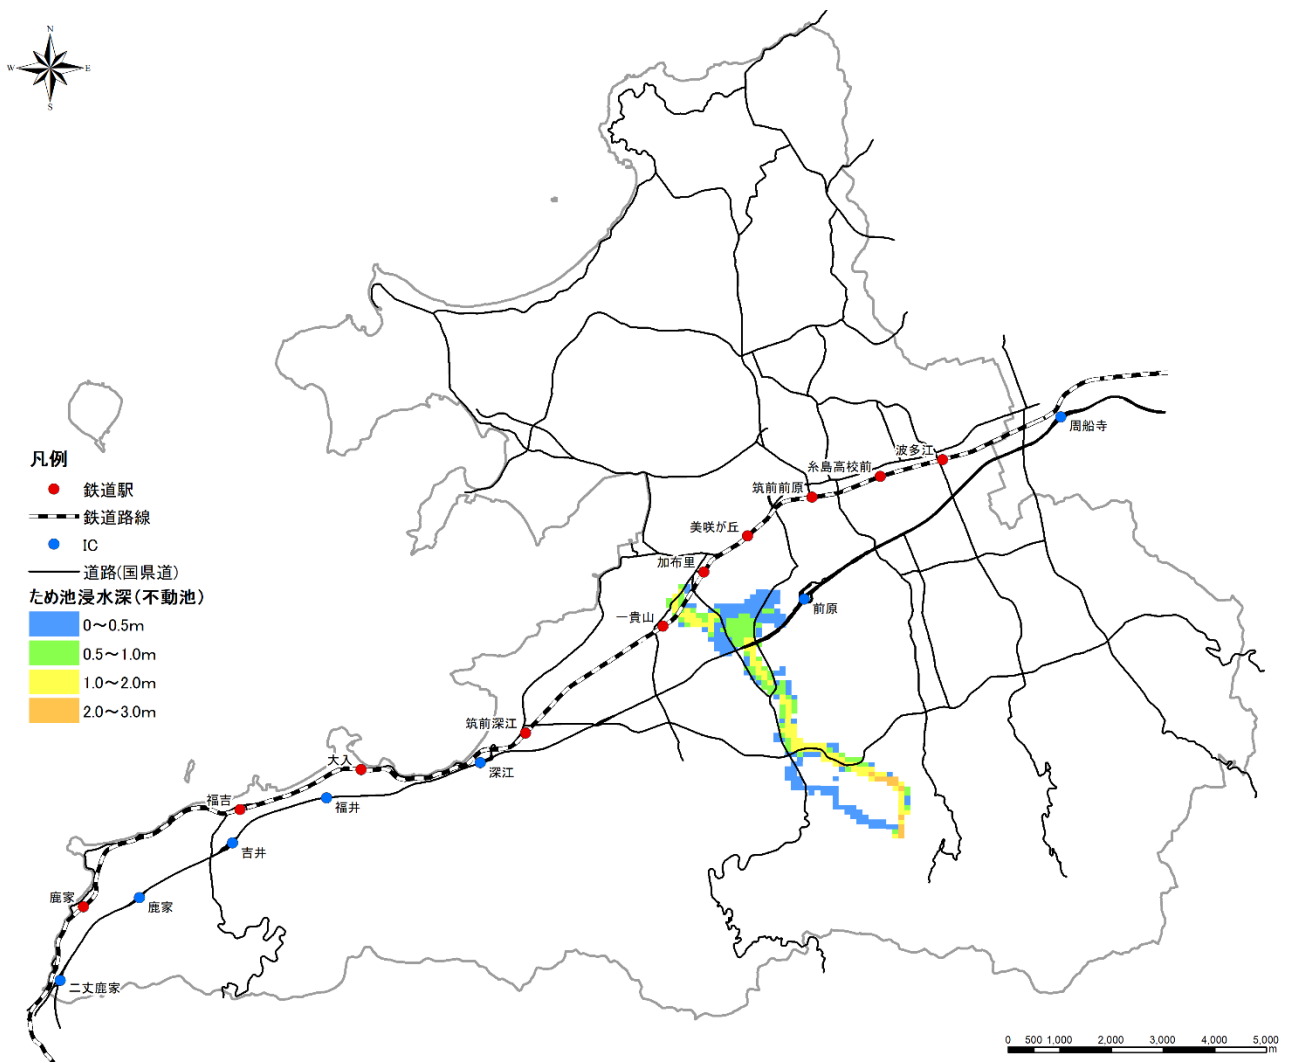 N
W
E
S
周船寺
波多江
糸島高校前
筑前前原
美咲が丘
加布里
前原
一貴山
筑前深江
深江
大入
福井
福吉
吉井
鹿家
鹿家
二丈鹿家
凡例
鉄道駅
鉄道路線
IC
道路(国県道)
ため池浸水深(不動池)
0～0.5m
0.5～1.0m
1.0～2.0m
2.0～3.0m
0 500 1,000 2,000 3,000 4,000 5,000
m